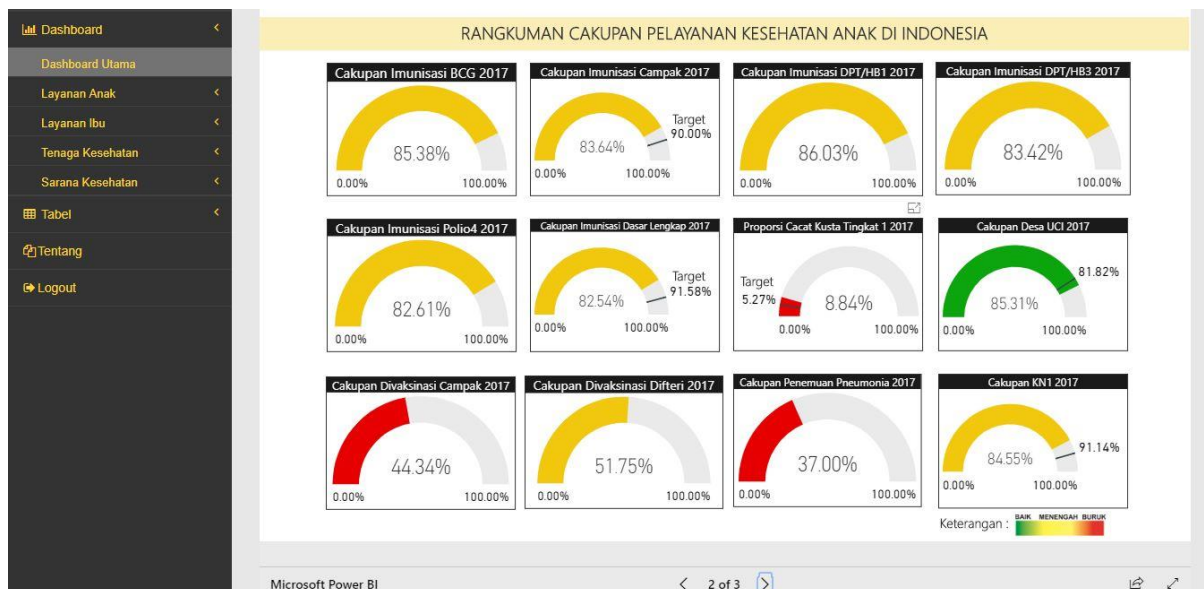 Dashboard
Dashboard Utama
Layanan Anak
Layanan Ibu
Tenaga Kesehatan
Sarana Kesehatan
Tabel
Tentang
Logout
RANGKUMAN CAKUPAN PELAYANAN KESEHATAN ANAK DI INDONESIA
Cakupan Imunisasi BCG 2017
85.38%
0.00% 100.00%
Cakupan Imunisasi Campak 2017
Target
90.00%
83.64%
0.00% 100.00%
Cakupan Imunisasi DPT/HB1 2017
86.03%
0.00% 100.00%
Cakupan Imunisasi DPT/HB3 2017
83.42%
0.00% 100.00%
Cakupan Imunisasi Polio4 2017
82.61%
0.00% 100.00%
Cakupan Imunisasi Dasar Lengkap 2017
Target
91.58%
82.54%
0.00% 100.00%
Proporsi Cacat Kusta Tingkat 1 2017
Target
5.27%
8.84%
0.00% 100.00%
Cakupan Desa UCI 2017
81.82%
85.31%
0.00% 100.00%
Cakupan Divaksinasi Campak 2017
44.34%
0.00% 100.00%
Cakupan Divaksinasi Difteri 2017
51.75%
0.00% 100.00%
Cakupan Penemuan Pneumonia 2017
37.00%
0.00% 100.00%
Cakupan KN1 2017
91.14%
84.55%
0.00% 100.00%
Keterangan :
BAIK MENENGAH BURUK
Microsoft Power BI
2 of 3